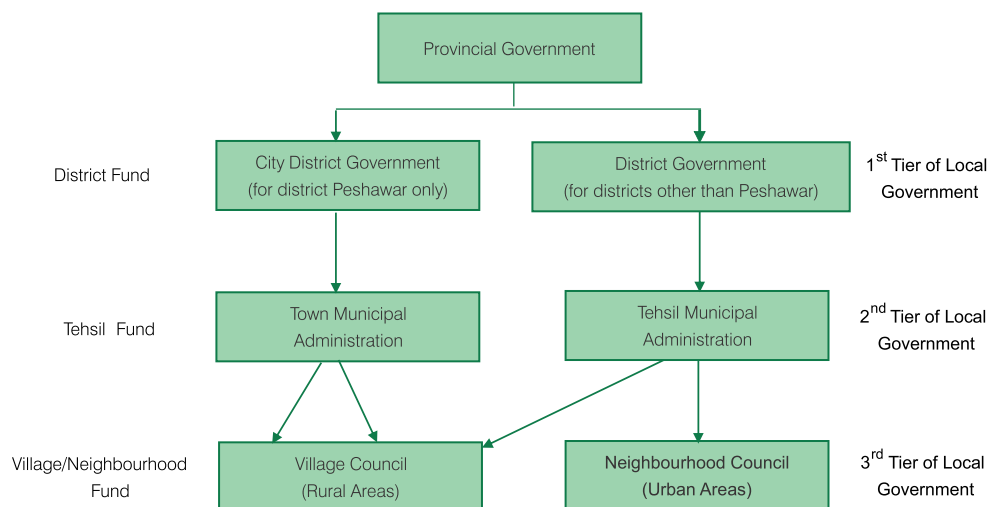 Provincial Government
District Fund
City District Government
(for district Peshawar only)
District Government
(for districts other than Peshawar)
1st Tier of Local
Government
Tehsil Fund
Town Municipal
Administration
Tehsil Municipal
Administration
2nd Tier of Local
Government
Village/Neighbourhood
Fund
Village Council
(Rural Areas)
Neighbourhood Council
(Urban Areas)
3rd Tier of Local
Government